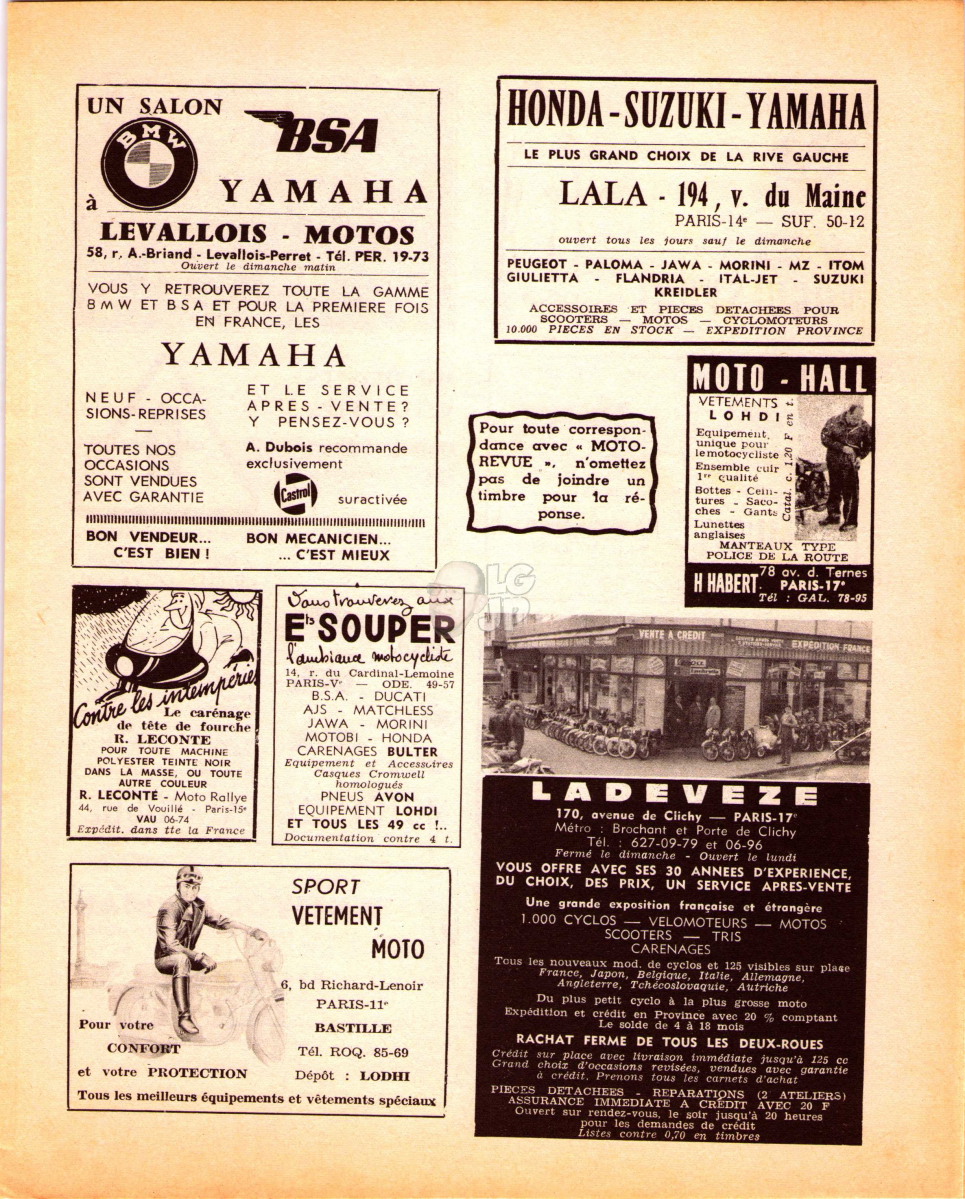 UN SALON
BMW
BSA
à
YAMAHA
LEVALLOIS - MOTOS
58, r. A.-Briand - Levallois-Perret - Tél. PER. 19-73
Ouvert le dimanche matin
VOUS Y RETROUVEREZ TOUTE LA GAMME
BMW ET BSA ET POUR LA PREMIERE FOIS
EN FRANCE, LES
YAMAHA
NEUF - OCCA-
SIONS-REPRISES
—
TOUTES NOS
OCCASIONS
SONT VENDUES
AVEC GARANTIE
ET LE SERVICE
APRES-VENTE?
Y PENSEZ-VOUS?
A. Dubois recommande
exclusivement
Castrol
suractivée
BON VENDEUR...
C'EST BIEN !
BON MECANICIEN...
... C'EST MIEUX
HONDA-SUZUKI-YAMAHA
LE PLUS GRAND CHOIX DE LA RIVE GAUCHE
LALA - 194, v. du Maine
PARIS-14e — SUF. 50-12
ouvert tous les jours sauf le dimanche
PEUGEOT - PALOMA - JAWA - MORINI - MZ - ITOM
GIULIETTA - FLANDRIA - ITAL-JET - SUZUKI
KREIDLER
ACCESSOIRES ET PIECES DETACHEES POUR
SCOOTERS — MOTOS — CYCLOMOTEURS
10.000 PIECES EN STOCK — EXPEDITION PROVINCE
Pour toute correspon-
dance avec « MOTO-
REVUE », n'omettez
pas de joindre un
timbre pour la ré-
ponse.
MOTO - HALL
VETEMENTS
LOHDI
Equipement,
unique pour
le motocycliste
Ensemble cuir
1re qualité
Bottes - Cein-
tures - Saco-
ches - Gants
Lunettes
anglaises
Catal. c. 1,20 F en t.
MANTEAUX TYPE
POLICE DE LA ROUTE
H HABERT
78 av. d. Ternes
PARIS-17e
Tél : GAL. 78-95
LG
JP
Contre les intempéries
Le carénage
de tête de fourche
R. LECONTE
POUR TOUTE MACHINE
POLYESTER TEINTE NOIR
DANS LA MASSE, OU TOUTE
AUTRE COULEUR
R. LECONTE - Moto Rallye
44, rue de Vouillé - Paris-15e
VAU 06-74
Expédit. dans tte la France
Vous trouverez aux
Ets SOUPER
l'ambiance motocycliste
14, r. du Cardinal-Lemoine
PARIS-Ve — ODE. 49-57
B.S.A. - DUCATI
AJS - MATCHLESS
JAWA - MORINI
MOTOBI - HONDA
CARENAGES BULTER
Equipement et Accessoires
Casques Cromwell
homologués
PNEUS AVON
EQUIPEMENT LOHDI
ET TOUS LES 49 cc !..
Documentation contre 4 t.
VENTE A CREDIT
EXPEDITION FRANCE
LADEVEZE
170, avenue de Clichy — PARIS-17e
Métro : Brochant et Porte de Clichy
Tél. : 627-09-79 et 06-96
Fermé le dimanche - Ouvert le lundi
VOUS OFFRE AVEC SES 30 ANNEES D'EXPERIENCE,
DU CHOIX, DES PRIX, UN SERVICE APRES-VENTE
Une grande exposition française et étrangère
1.000 CYCLOS — VELOMOTEURS — MOTOS
SCOOTERS — TRIS
CARENAGES
Tous les nouveaux mod. de cyclos et 125 visibles sur place
France, Japon, Belgique, Italie, Allemagne,
Angleterre, Tchécoslovaquie, Autriche
Du plus petit cyclo à la plus grosse moto
Expédition et crédit en Province avec 20 % comptant
Le solde de 4 à 18 mois
RACHAT FERME DE TOUS LES DEUX-ROUES
Crédit sur place avec livraison immédiate jusqu'à 125 cc
Grand choix d'occasions revisées, vendues avec garantie
à crédit. Prenons tous les carnets d'achat
PIECES DETACHEES - REPARATIONS (2 ATELIERS)
ASSURANCE IMMEDIATE A CREDIT AVEC 20 F
Ouvert sur rendez-vous, le soir jusqu'à 20 heures
pour les demandes de crédit
Listes contre 0,70 en timbres
SPORT
VETEMENT
MOTO
6, bd Richard-Lenoir
PARIS-11e
BASTILLE
Tél. ROQ. 85-69
Dépôt : LODHI
Pour votre
CONFORT
et votre PROTECTION
Tous les meilleurs équipements et vêtements spéciaux